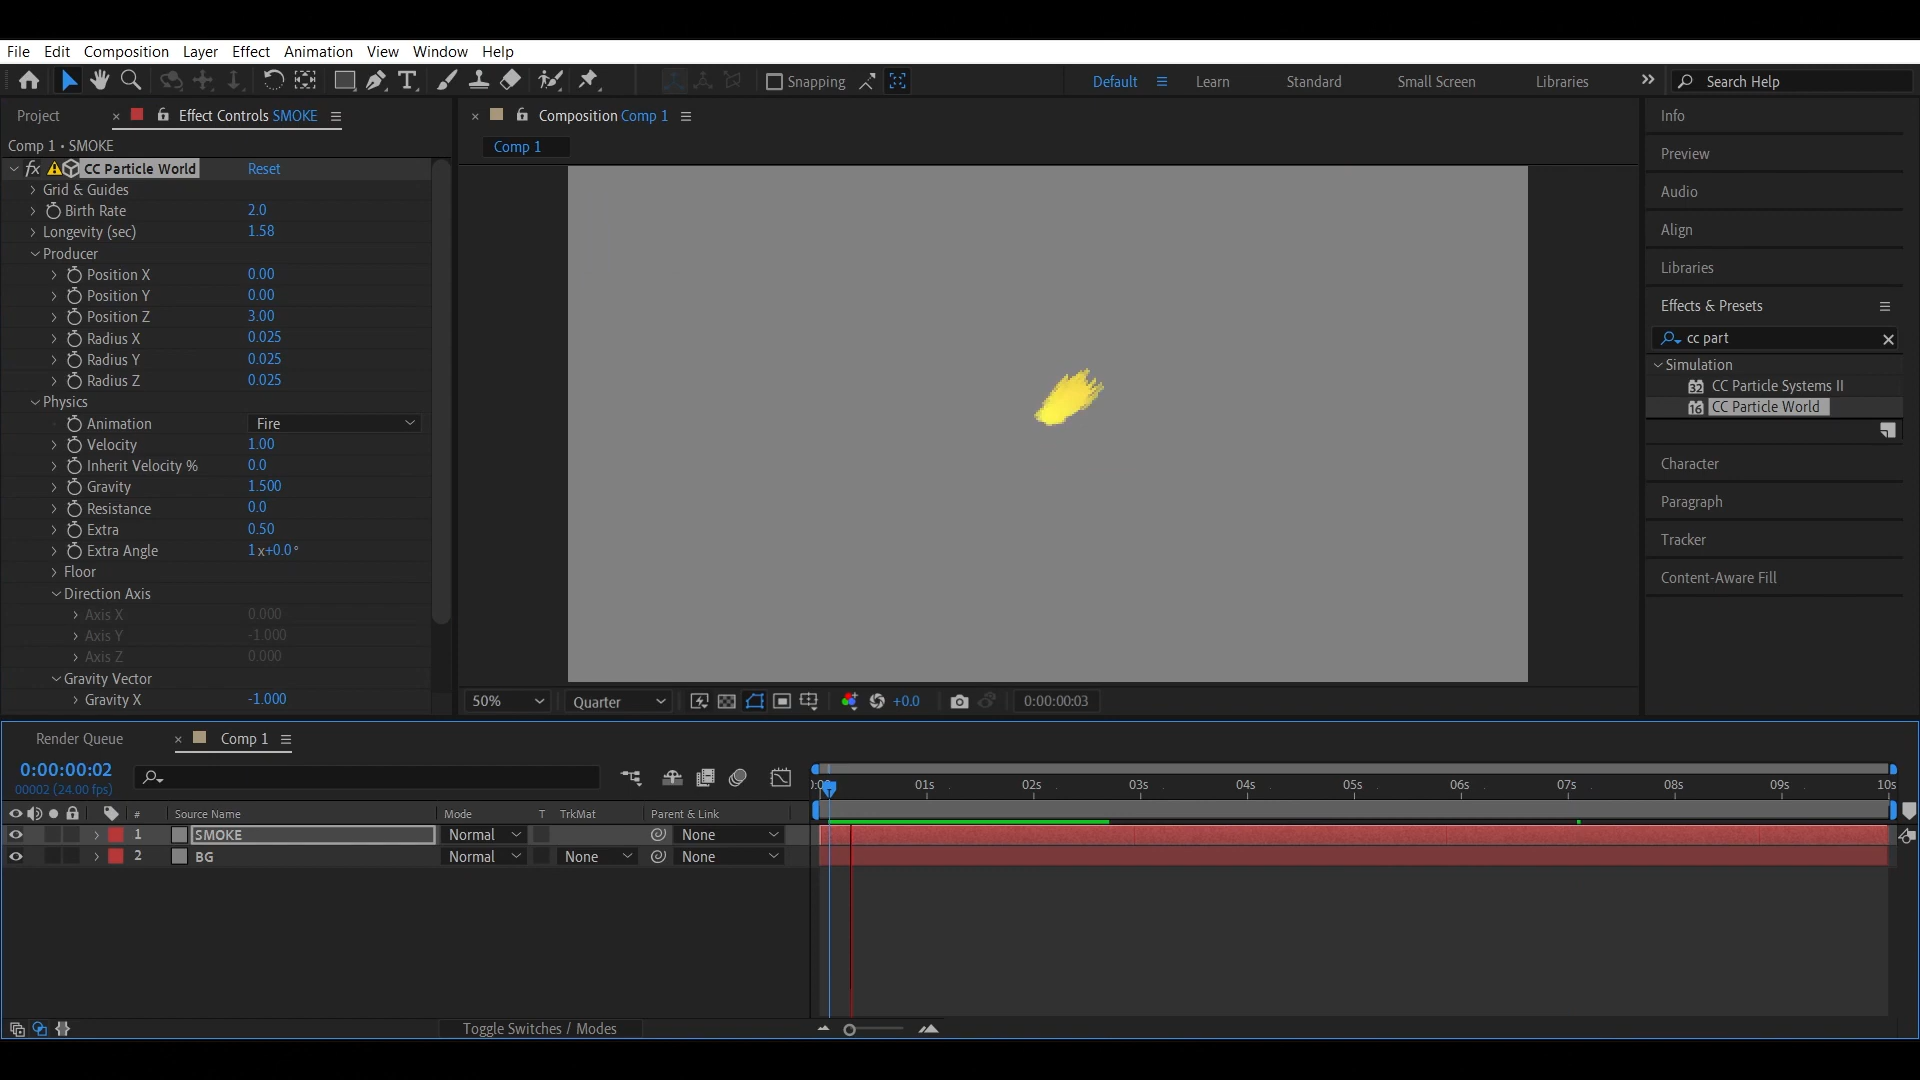 File Edit Composition Layer Effect Animation View Window Help
Snapping Default Learn Standard Small Screen Libraries Search Help
Project Effect Controls SMOKE
Composition Comp 1
Comp 1 • SMOKE
Comp 1
fx CC Particle World Reset
Grid & Guides
Birth Rate 2.0
Longevity (sec) 1.58
Producer
Position X 0.00
Position Y 0.00
Position Z 3.00
Radius X 0.025
Radius Y 0.025
Radius Z 0.025
Physics
Animation Fire
Velocity 1.00
Inherit Velocity % 0.0
Gravity 1.500
Resistance 0.0
Extra 0.50
Extra Angle 1x+0.0°
Floor
Direction Axis
Axis X 0.000
Axis Y -1.000
Axis Z 0.000
Gravity Vector
Gravity X -1.000
50% Quarter +0.0 0:00:00:03
Info
Preview
Audio
Align
Libraries
Effects & Presets
cc part
Simulation
32 CC Particle Systems II
16 CC Particle World
Character
Paragraph
Tracker
Content-Aware Fill
Render Queue Comp 1
0:00:00:02
00002 (24.00 fps)
01s 02s 03s 04s 05s 06s 07s 08s 09s 10s
# Source Name Mode T TrkMat Parent & Link
1 SMOKE Normal None
2 BG Normal None None
Toggle Switches / Modes